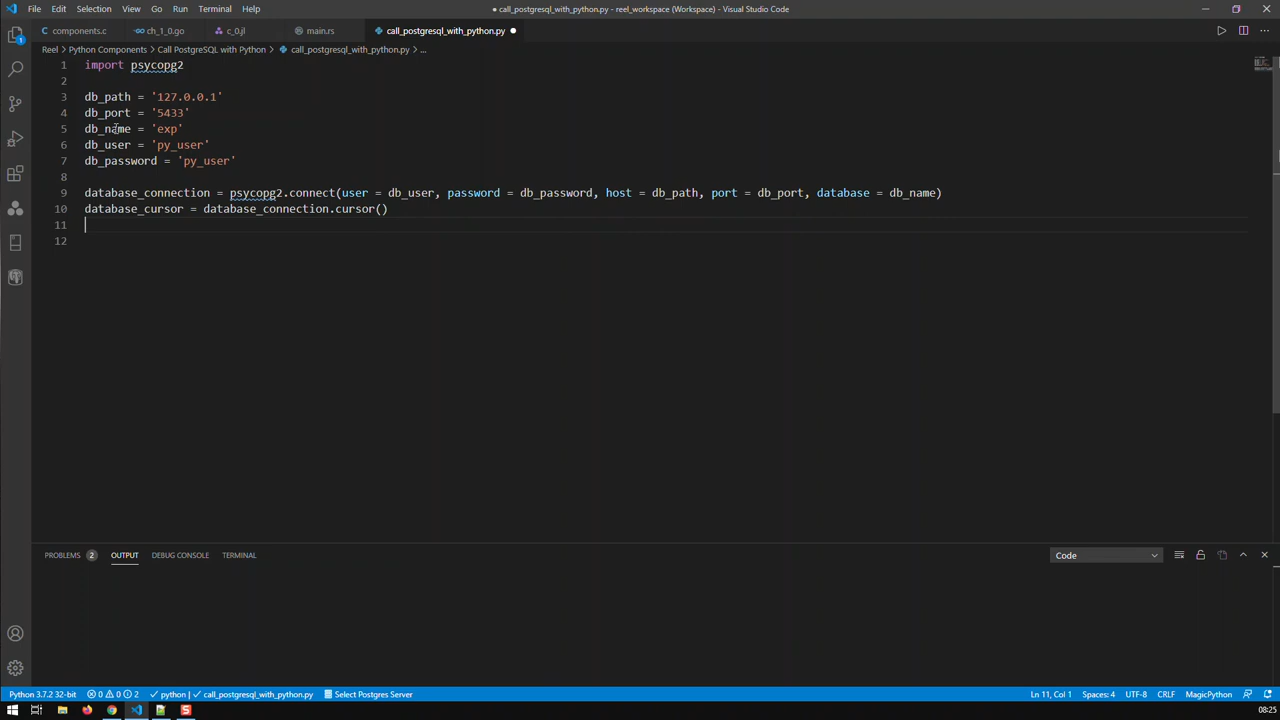 File Edit Selection View Go Run Terminal Help
● call_postgresql_with_python.py - reel_workspace (Workspace) - Visual Studio Code
components.c ch_1_0.go c_0.jl main.rs call_postgresql_with_python.py
Reel > Python Components > Call PostgreSQL with Python > call_postgresql_with_python.py > ...
1 import psycopg2
2
3 db_path = '127.0.0.1'
4 db_port = '5433'
5 db_name = 'exp'
6 db_user = 'py_user'
7 db_password = 'py_user'
8
9 database_connection = psycopg2.connect(user = db_user, password = db_password, host = db_path, port = db_port, database = db_name)
10 database_cursor = database_connection.cursor()
11
12
PROBLEMS 2 OUTPUT DEBUG CONSOLE TERMINAL Code
Python 3.7.2 32-bit 0 0 2 python | call_postgresql_with_python.py Select Postgres Server Ln 11, Col 1 Spaces: 4 UTF-8 CRLF MagicPython
08:25